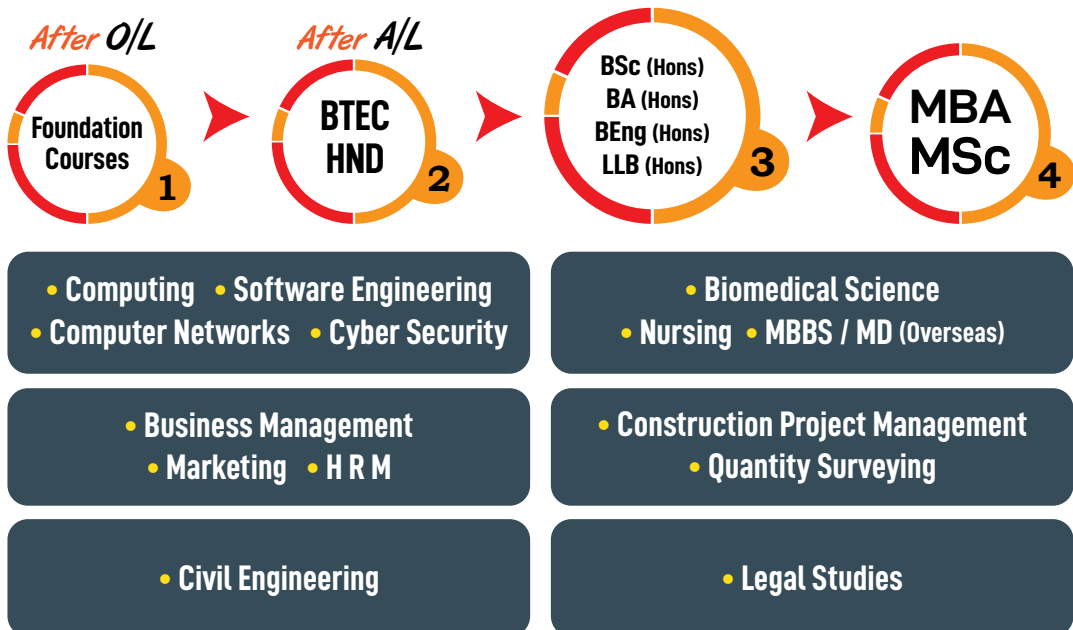 After O/L
Foundation
Courses
1
After A/L
BTEC
HND
2
BSc (Hons)
BA (Hons)
BEng (Hons)
LLB (Hons)
3
MBA
MSc
4
• Computing • Software Engineering
• Computer Networks • Cyber Security
• Biomedical Science
• Nursing • MBBS / MD (Overseas)
• Business Management
• Marketing • H R M
• Construction Project Management
• Quantity Surveying
• Civil Engineering
• Legal Studies